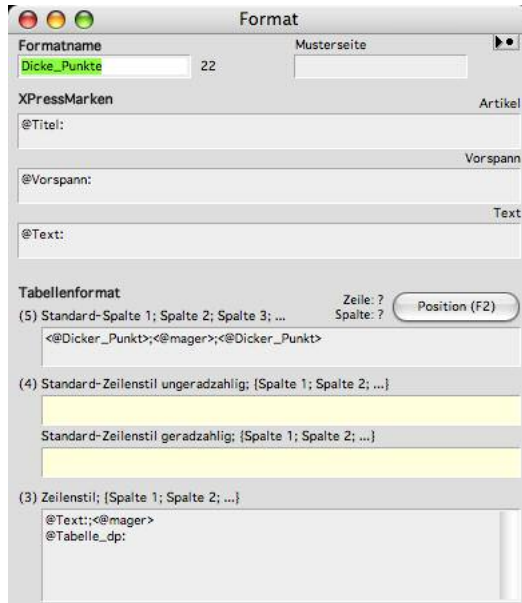 Format
Formatname
Musterseite
Dicke_Punkte
22
XPressMarken
Artikel
@Titel:
Vorspann
@Vorspann:
Text
@Text:
Tabellenformat
Zeile: ?
(5) Standard-Spalte 1; Spalte 2; Spalte 3; ...
Spalte: ?
Position (F2)
<@Dicker_Punkt>;<@mager>;<@Dicker_Punkt>
(4) Standard-Zeilenstil ungeradzahlig; {Spalte 1; Spalte 2; ...}
Standard-Zeilenstil geradzahlig; {Spalte 1; Spalte 2; ...}
(3) Zeilenstil; {Spalte 1; Spalte 2; ...}
@Text:;<@mager>
@Tabelle_dp: